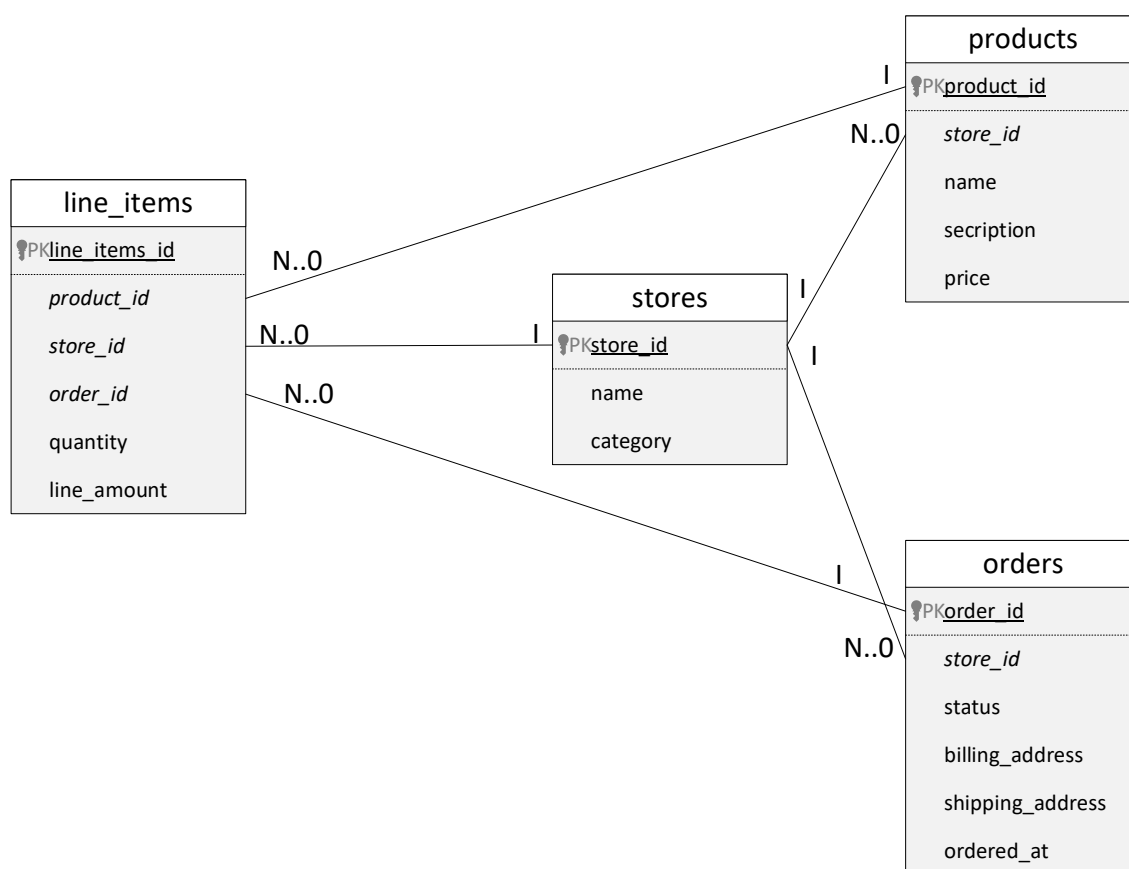 products
PK product_id
store_id
name
secription
price
I
N..0
line_items
PK line_items_id
product_id
store_id
order_id
quantity
line_amount
N..0
N..0
N..0
stores
PK store_id
name
category
I
I
I
I
N..0
orders
PK order_id
store_id
status
billing_address
shipping_address
ordered_at